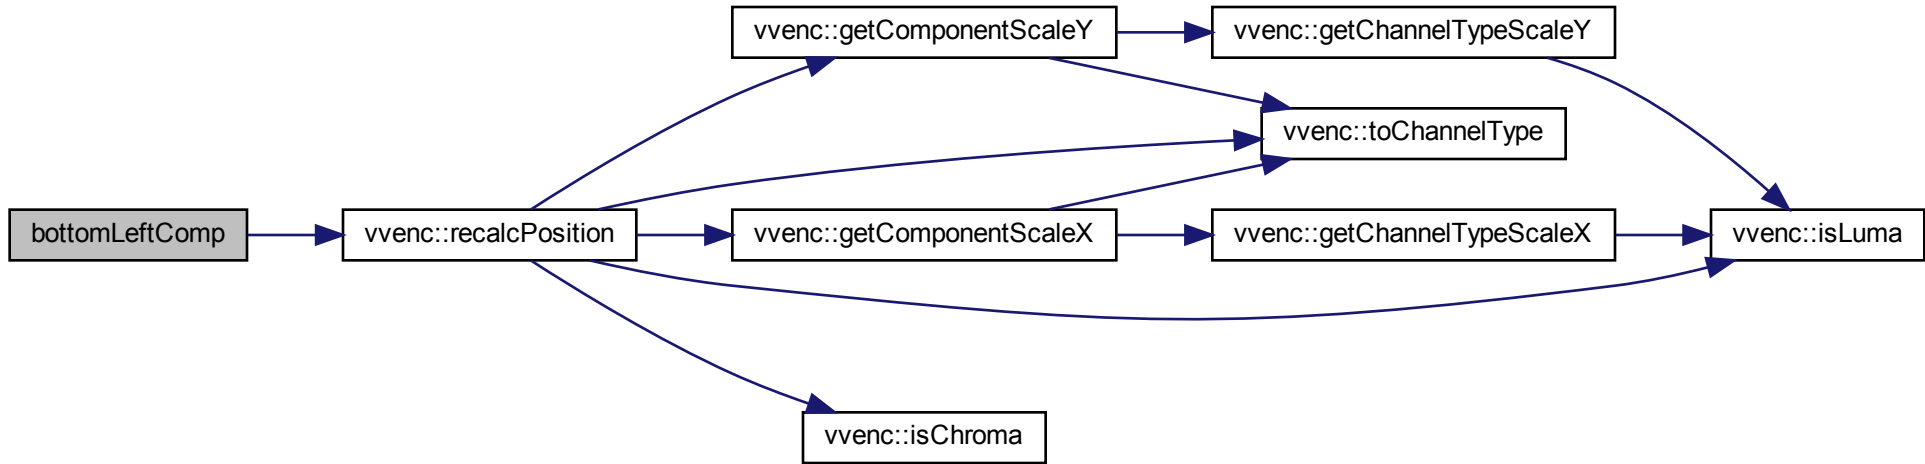 vvenc::getComponentScaleY
vvenc::getChannelTypeScaleY
vvenc::toChannelType
bottomLeftComp
vvenc::recalcPosition
vvenc::getComponentScaleX
vvenc::getChannelTypeScaleX
vvenc::isLuma
vvenc::isChroma